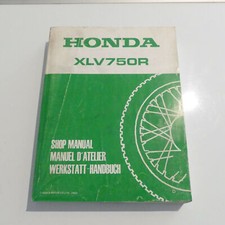 HONDA
XLV750R
SHOP MANUAL
MANUEL D'ATELIER
WERKSTATT-HANDBUCH